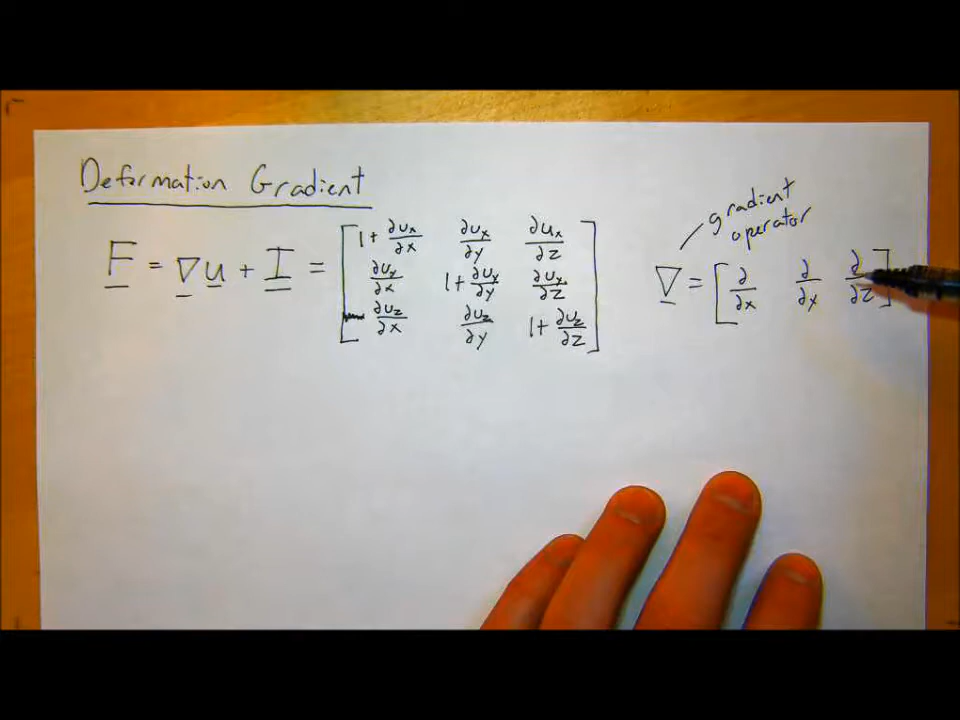 Deformation Gradient
F = ∇u + I = [ 1 + ∂ux/∂x   ∂ux/∂y   ∂ux/∂z
∂uy/∂x   1 + ∂uy/∂y   ∂uy/∂z
∂uz/∂x   ∂uz/∂y   1 + ∂uz/∂z ]
gradient
operator
∇ = [ ∂/∂x   ∂/∂y   ∂/∂z ]